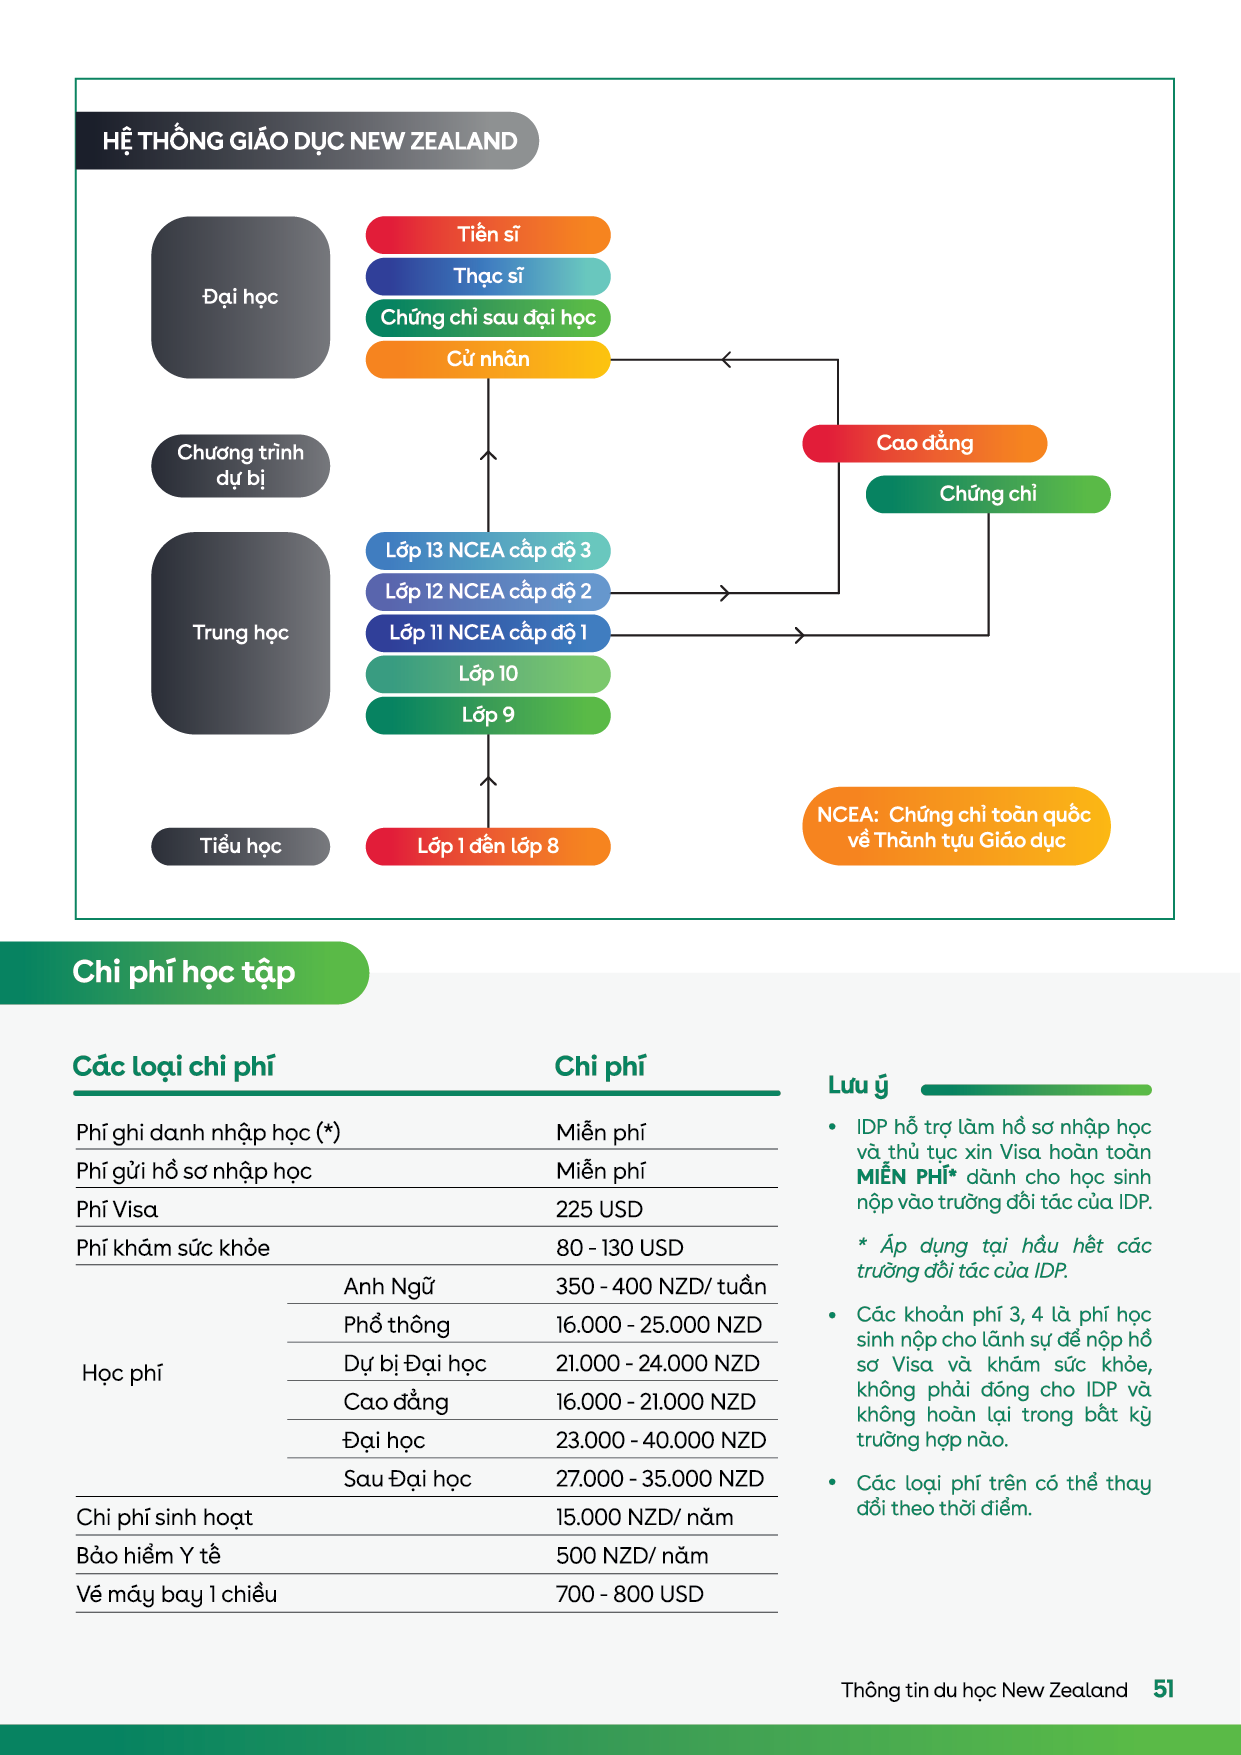 HỆ THỐNG GIÁO DỤC NEW ZEALAND
Đại học
Tiến sĩ
Thạc sĩ
Chứng chỉ sau đại học
Cử nhân
Chương trình
dự bị
Cao đẳng
Chứng chỉ
Trung học
Lớp 13 NCEA cấp độ 3
Lớp 12 NCEA cấp độ 2
Lớp 11 NCEA cấp độ 1
Lớp 10
Lớp 9
Tiểu học
Lớp 1 đến lớp 8
NCEA: Chứng chỉ toàn quốc
về Thành tựu Giáo dục
Chi phí học tập
Các loại chi phí Chi phí
Phí ghi danh nhập học (*) Miễn phí
Phí gửi hồ sơ nhập học Miễn phí
Phí Visa 225 USD
Phí khám sức khỏe 80 - 130 USD
Học phí
Anh Ngữ 350 - 400 NZD/ tuần
Phổ thông 16.000 - 25.000 NZD
Dự bị Đại học 21.000 - 24.000 NZD
Cao đẳng 16.000 - 21.000 NZD
Đại học 23.000 - 40.000 NZD
Sau Đại học 27.000 - 35.000 NZD
Chi phí sinh hoạt 15.000 NZD/ năm
Bảo hiểm Y tế 500 NZD/ năm
Vé máy bay 1 chiều 700 - 800 USD
Lưu ý
• IDP hỗ trợ làm hồ sơ nhập học
và thủ tục xin Visa hoàn toàn
MIỄN PHÍ* dành cho học sinh
nộp vào trường đối tác của IDP.
* Áp dụng tại hầu hết các
trường đối tác của IDP.
• Các khoản phí 3, 4 là phí học
sinh nộp cho lãnh sự để nộp hồ
sơ Visa và khám sức khỏe,
không phải đóng cho IDP và
không hoàn lại trong bất kỳ
trường hợp nào.
• Các loại phí trên có thể thay
đổi theo thời điểm.
Thông tin du học New Zealand 51